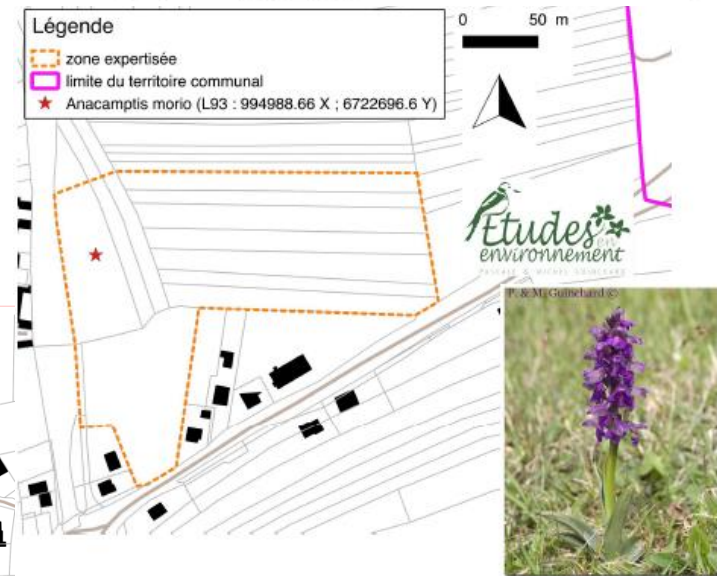 Légende
zone expertisée
limite du territoire communal
Anacamptis morio (L93 : 994988.66 X ; 6722696.6 Y)
0 50 m
Etudes en
environnement
PASCALE & MICHEL GUINCHARD
P. & M. Guinchard ©